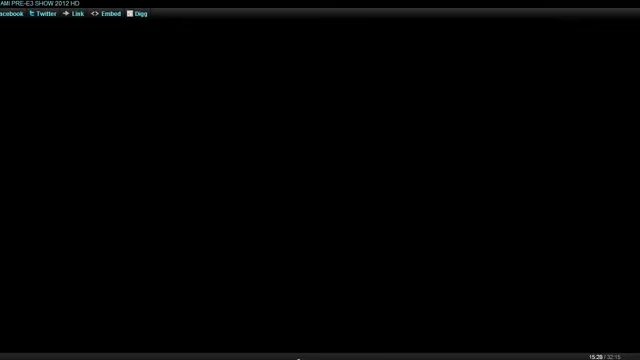 AMI PRE-E3 SHOW 2012 HD
acebook Twitter Link Embed Digg
15:28 / 32:15